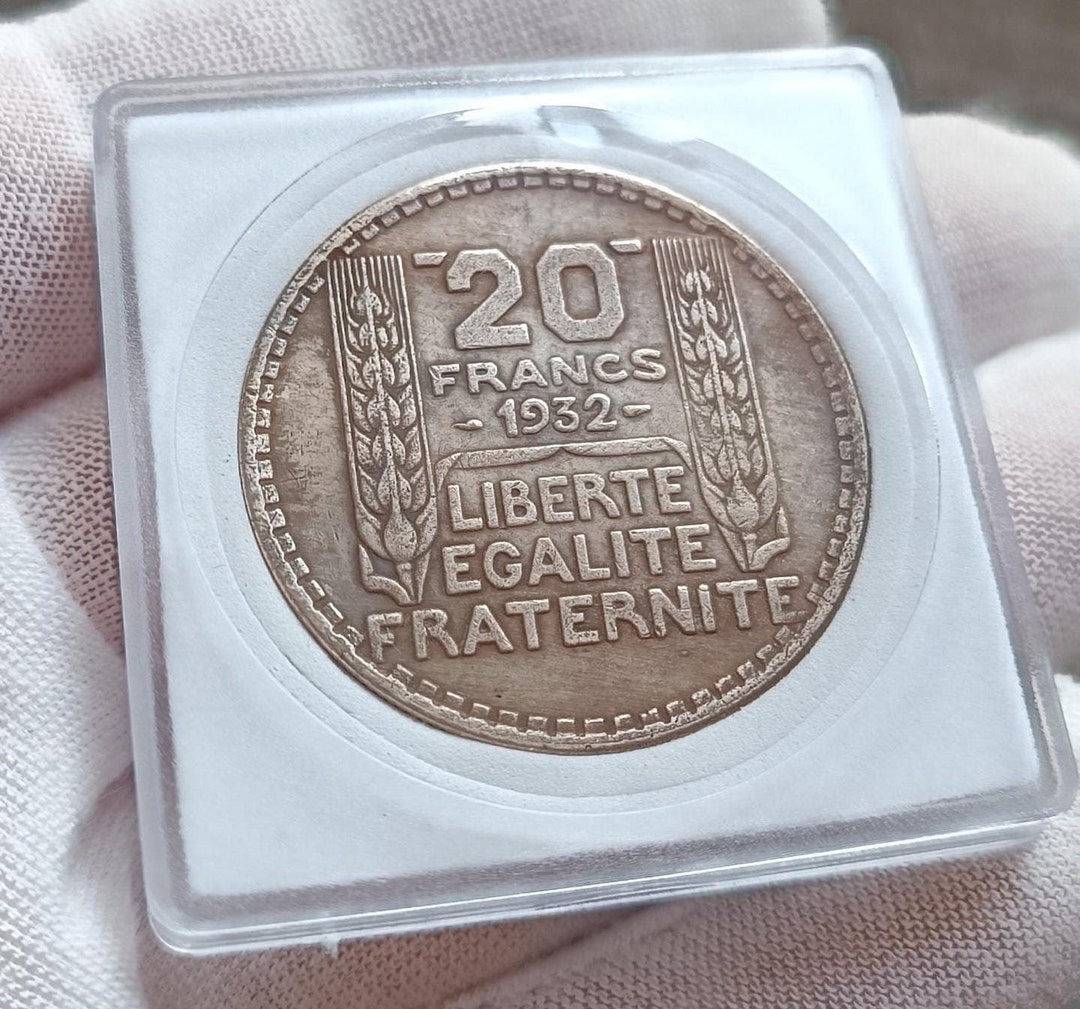 -20-
FRANCS
-1932-
LIBERTE
EGALITE
FRATERNITE